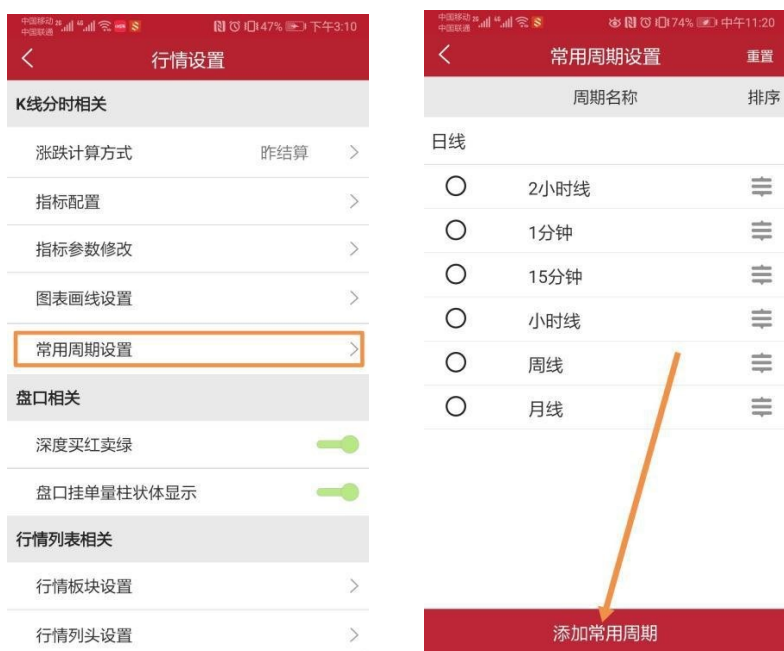 中国移动 26
中国联通 46
47% 下午3:10
行情设置
K线分时相关
涨跌计算方式 昨结算
指标配置
指标参数修改
图表画线设置
常用周期设置
盘口相关
深度买红卖绿
盘口挂单量柱状体显示
行情列表相关
行情板块设置
行情列头设置
中国移动 26
中国联通 46
74% 中午11:20
常用周期设置 重置
周期名称 排序
日线
2小时线
1分钟
15分钟
小时线
周线
月线
添加常用周期